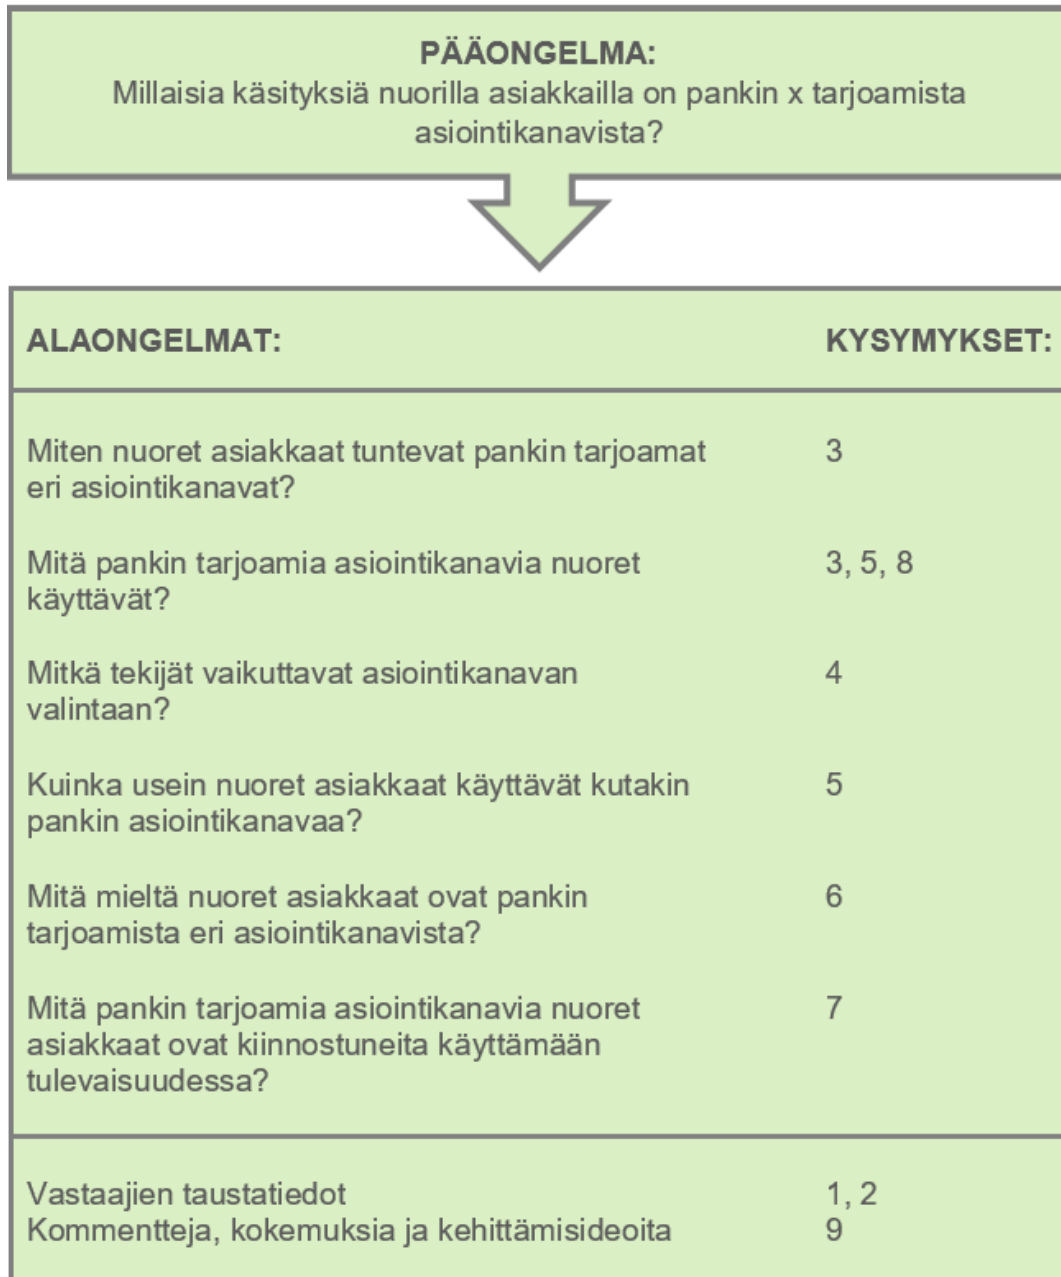 PÄÄONGELMA:
Millaisia käsityksiä nuorilla asiakkailla on pankin x tarjoamista
asiointikanavista?
ALAONGELMAT: KYSYMYKSET:
Miten nuoret asiakkaat tuntevat pankin tarjoamat 3
eri asiointikanavat?
Mitä pankin tarjoamia asiointikanavia nuoret 3, 5, 8
käyttävät?
Mitkä tekijät vaikuttavat asiointikanavan 4
valintaan?
Kuinka usein nuoret asiakkaat käyttävät kutakin 5
pankin asiointikanavaa?
Mitä mieltä nuoret asiakkaat ovat pankin 6
tarjoamista eri asiointikanavista?
Mitä pankin tarjoamia asiointikanavia nuoret 7
asiakkaat ovat kiinnostuneita käyttämään
tulevaisuudessa?
Vastaajien taustatiedot 1, 2
Kommentteja, kokemuksia ja kehittämisideoita 9